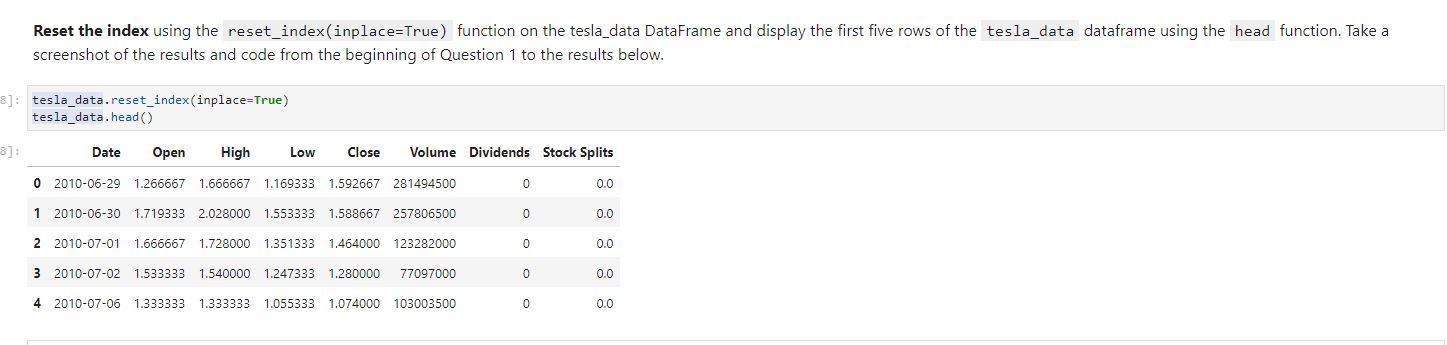 Reset the index using the reset_index(inplace=True) function on the tesla_data DataFrame and display the first five rows of the tesla_data dataframe using the head function. Take a
screenshot of the results and code from the beginning of Question 1 to the results below.
8]: tesla_data.reset_index(inplace=True)
tesla_data.head()
8]: Date Open High Low Close Volume Dividends Stock Splits
0 2010-06-29 1.266667 1.666667 1.169333 1.592667 281494500 0 0.0
1 2010-06-30 1.719333 2.028000 1.553333 1.588667 257806500 0 0.0
2 2010-07-01 1.666667 1.728000 1.351333 1.464000 123282000 0 0.0
3 2010-07-02 1.533333 1.540000 1.247333 1.280000 77097000 0 0.0
4 2010-07-06 1.333333 1.333333 1.055333 1.074000 103003500 0 0.0